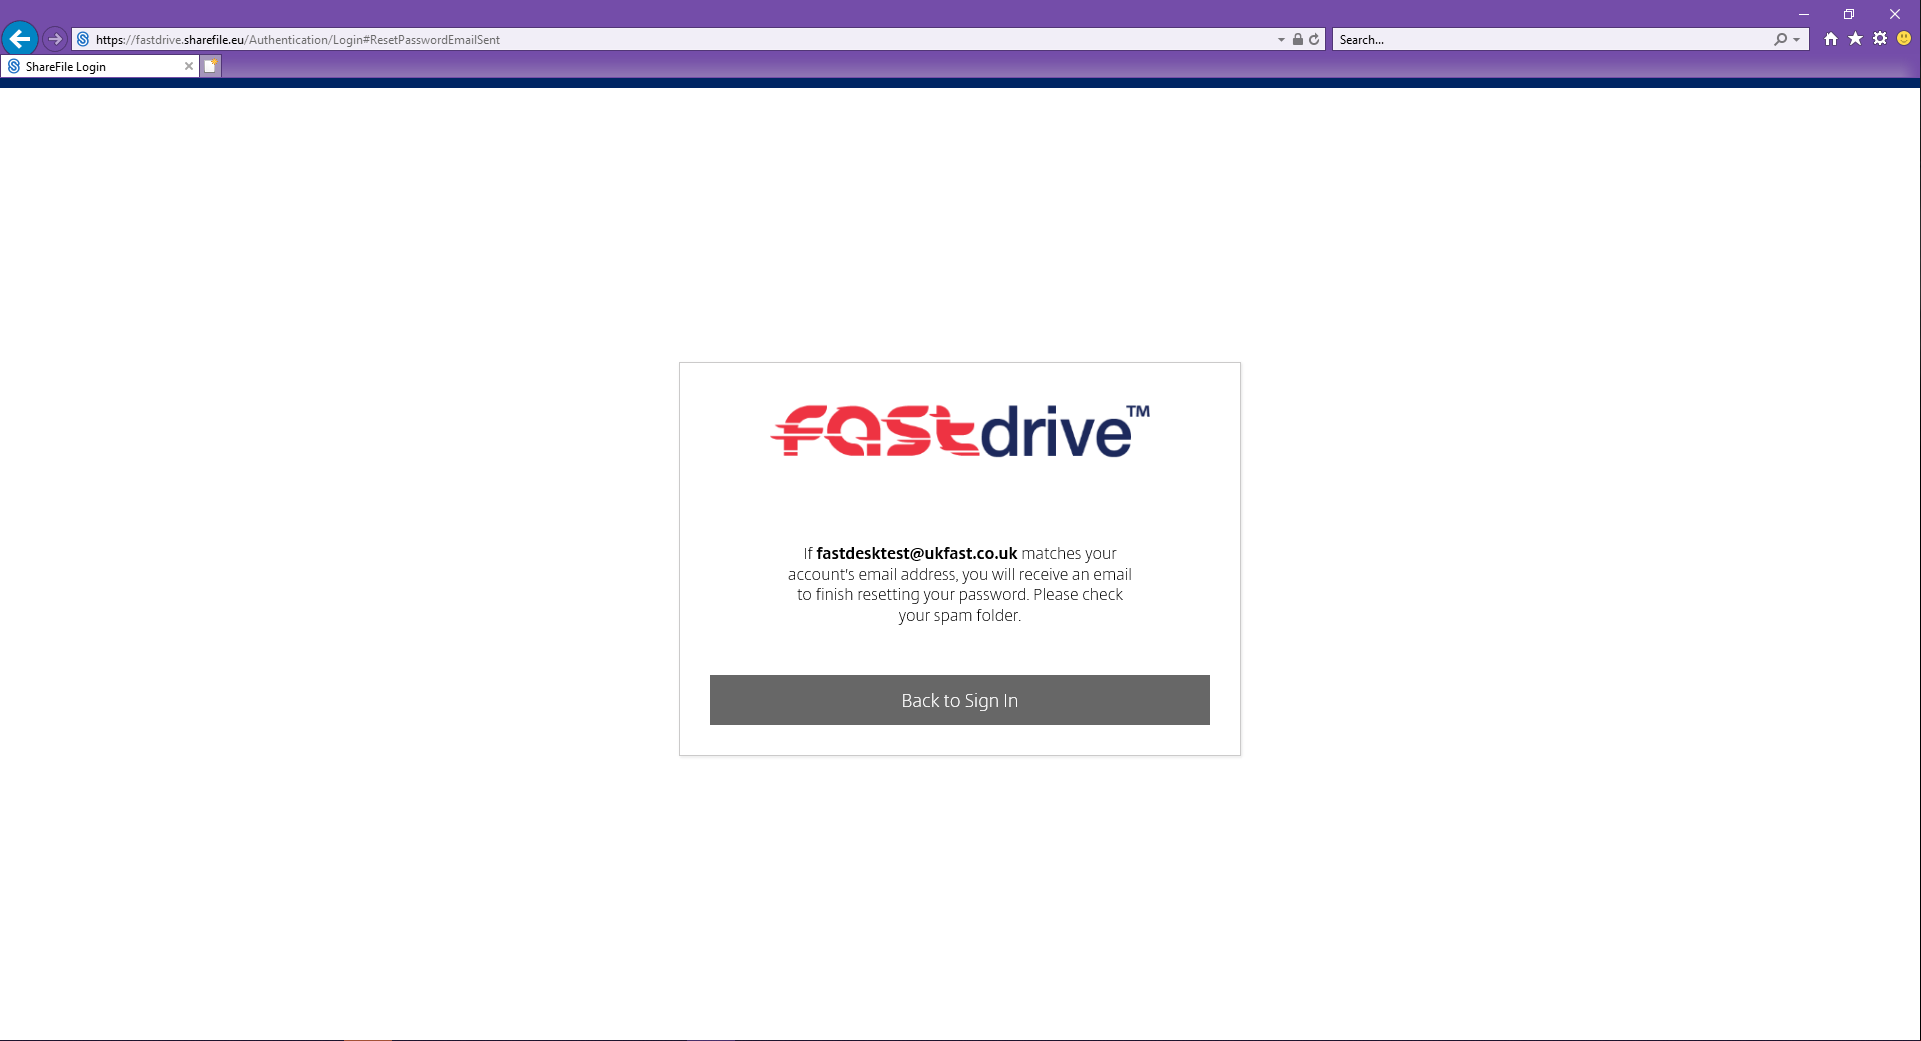 https://fastdrive.sharefile.eu/Authentication/Login#ResetPasswordEmailSent
Search...
ShareFile Login
fastdrive™
If fastdesktest@ukfast.co.uk matches your
account's email address, you will receive an email
to finish resetting your password. Please check
your spam folder.
Back to Sign In